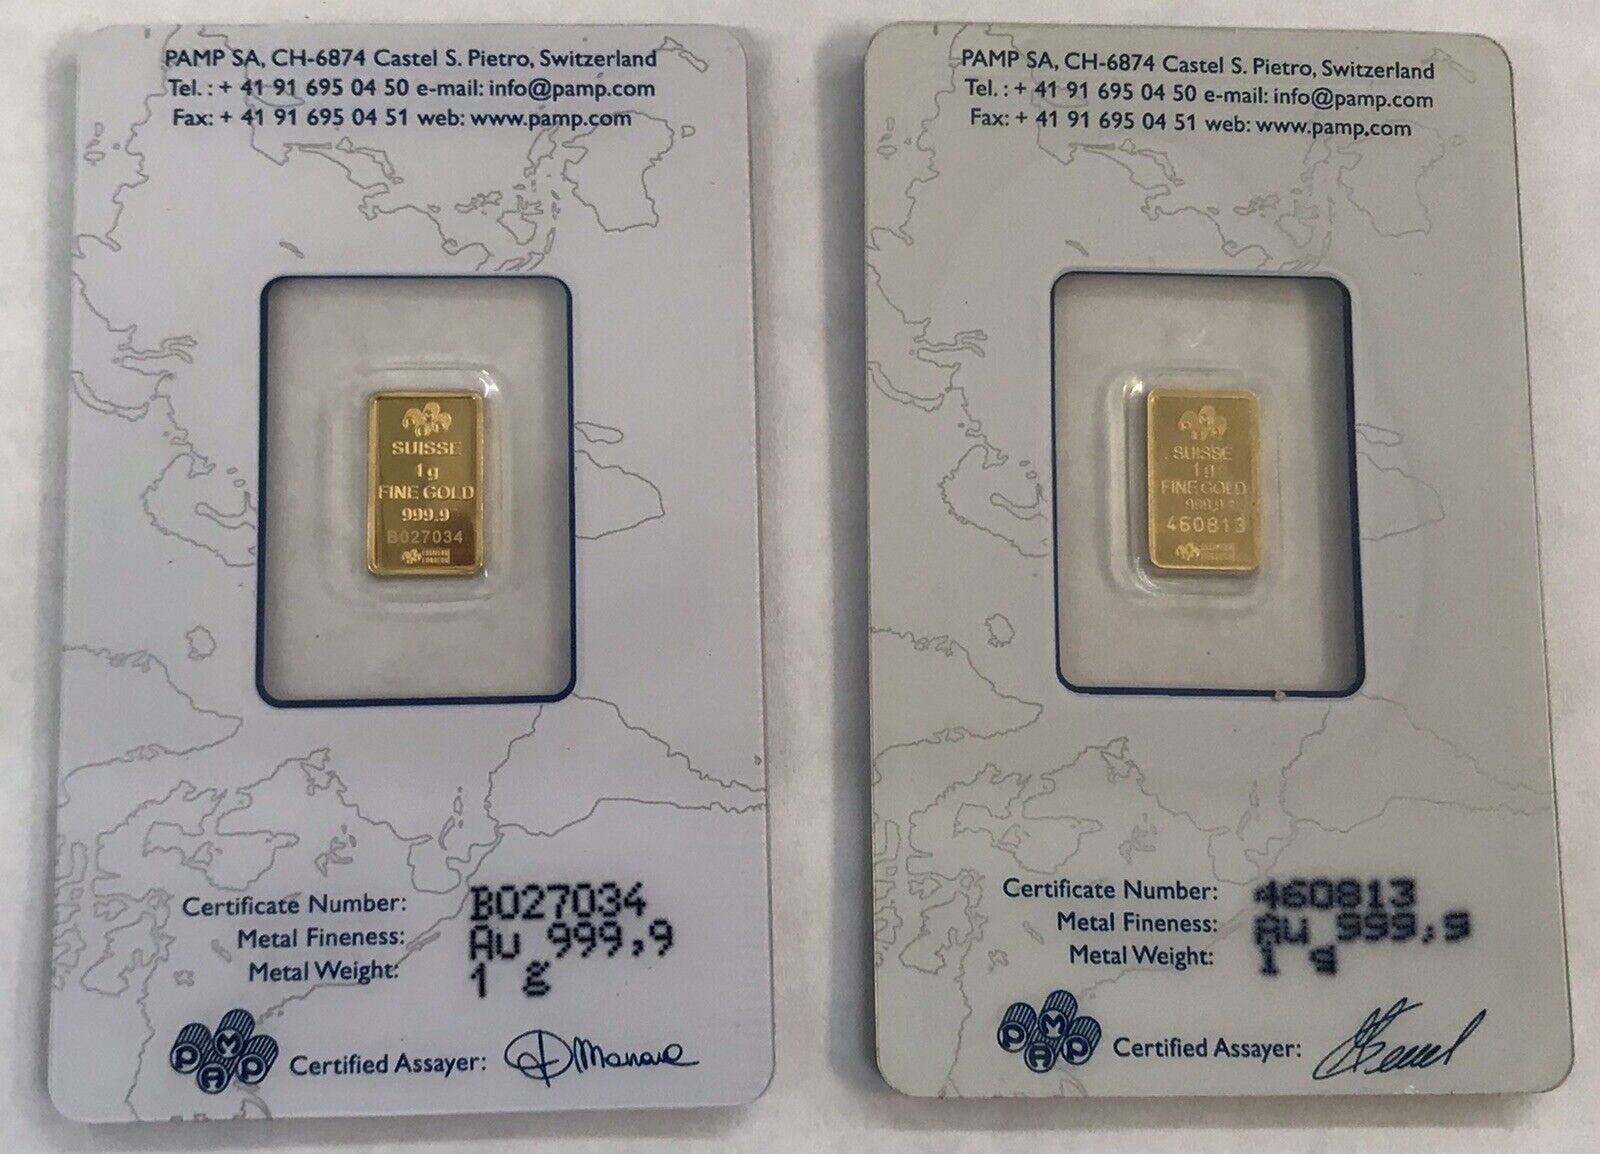 PAMP SA, CH-6874 Castel S. Pietro, Switzerland
Tel. : + 41 91 695 04 50 e-mail: info@pamp.com
Fax: + 41 91 695 04 51 web: www.pamp.com
SUISSE
1 g
FINE GOLD
999.9
B027034
Certificate Number: B027034
Metal Fineness: Au 999,9
Metal Weight: 1 g
PAMP
Certified Assayer:
PAMP SA, CH-6874 Castel S. Pietro, Switzerland
Tel. : + 41 91 695 04 50 e-mail: info@pamp.com
Fax: + 41 91 695 04 51 web: www.pamp.com
SUISSE
1 g
FINE GOLD
999.9
460813
Certificate Number: 460813
Metal Fineness: Au 999,9
Metal Weight: 1 g
PAMP
Certified Assayer: